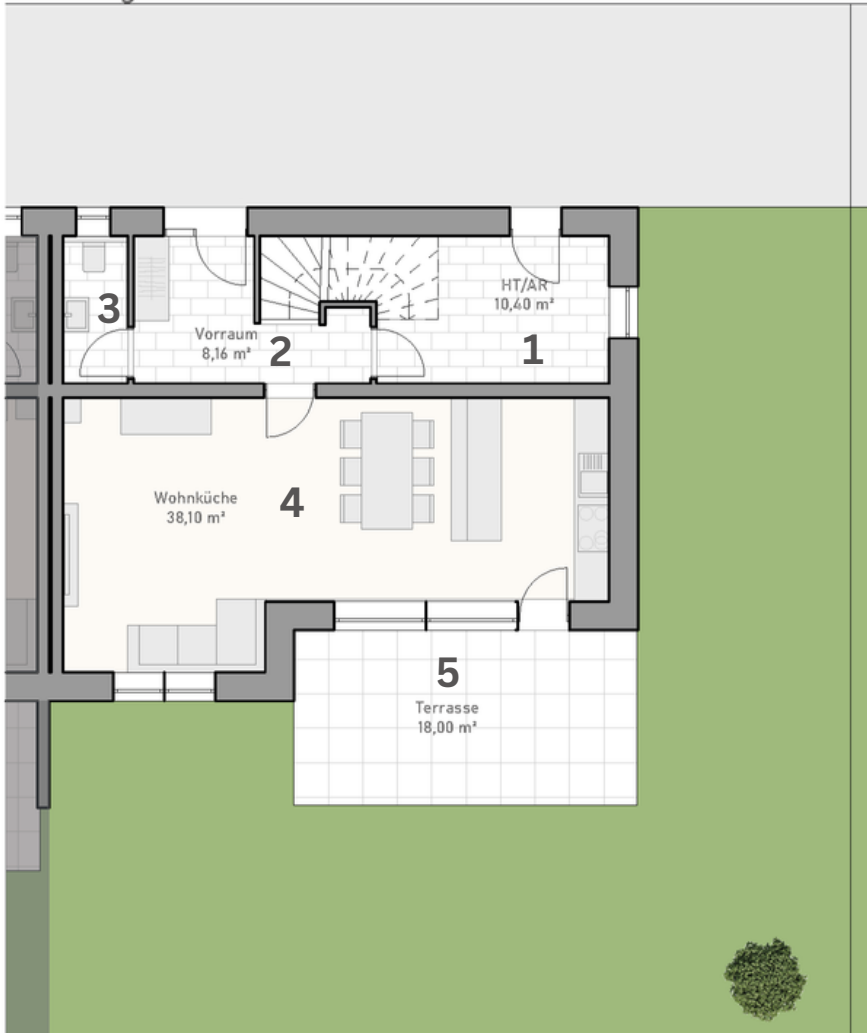 HT/AR
10,40 m²
3
Vorraum
8,16 m²
2
1
Wohnküche
38,10 m²
4
5
Terrasse
18,00 m²